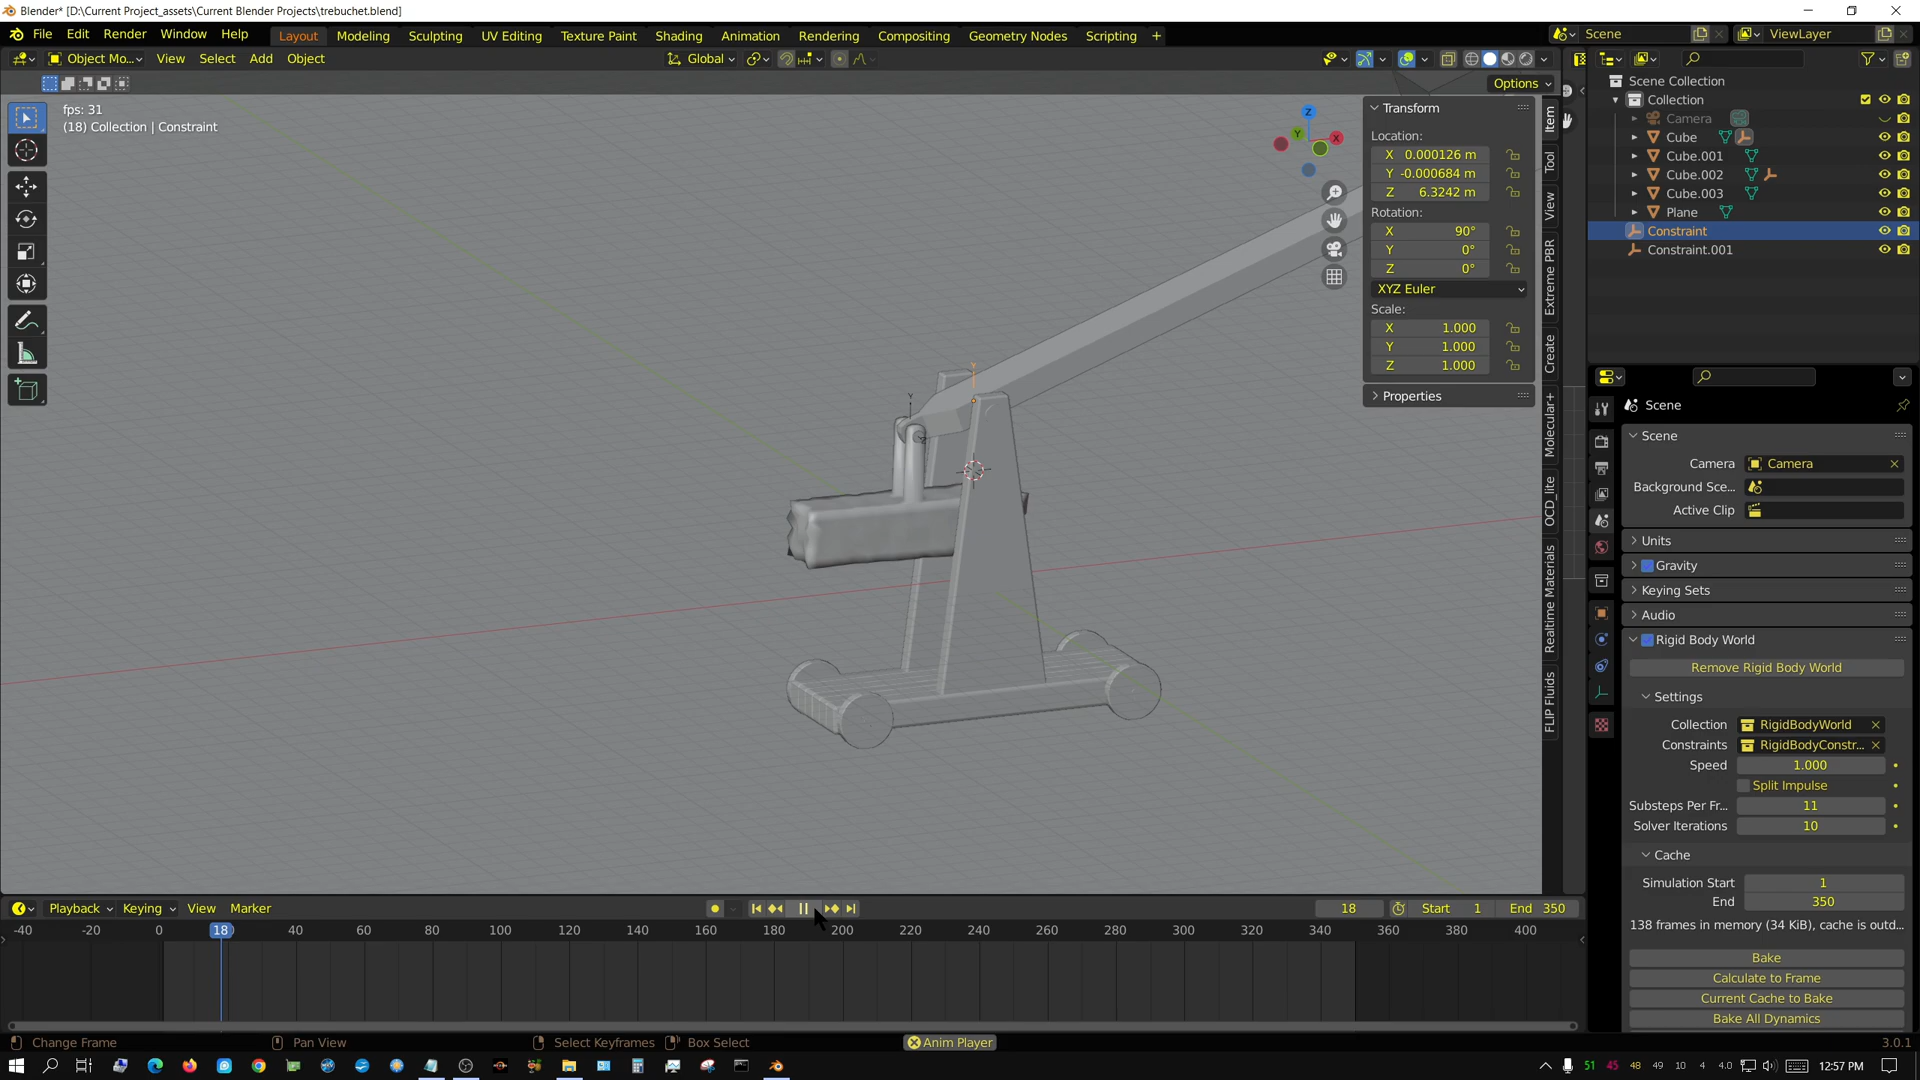 Blender* [D:\Current Project_assets\Current Blender Projects\trebuchet.blend]
File Edit Render Window Help Layout Modeling Sculpting UV Editing Texture Paint Shading Animation Rendering Compositing Geometry Nodes Scripting + Scene ViewLayer
Object Mo... View Select Add Object Global
Options
fps: 31
(18) Collection | Constraint
Z
Y
X
Transform
Location:
X 0.000126 m
Y -0.000684 m
Z 6.3242 m
Rotation:
X 90°
Y 0°
Z 0°
XYZ Euler
Scale:
X 1.000
Y 1.000
Z 1.000
Properties
Item
Tool
View
Extreme PBR
Create
Molecular+
OCD_lite
Realtime Materials
FLIP Fluids
Y
Y
Scene Collection
Collection
Camera
Cube
Cube.001
Cube.002
Cube.003
Plane
Constraint
Constraint.001
Scene
Scene
Camera Camera
Background Sce...
Active Clip
Units
Gravity
Keying Sets
Audio
Rigid Body World
Remove Rigid Body World
Settings
Collection RigidBodyWorld
Constraints RigidBodyConstr...
Speed 1.000
Split Impulse
Substeps Per Fr... 11
Solver Iterations 10
Cache
Simulation Start 1
End 350
138 frames in memory (34 KiB), cache is outd...
Bake
Calculate to Frame
Current Cache to Bake
Bake All Dynamics
Playback Keying View Marker 18 Start 1 End 350
-40 -20 0 18 40 60 80 100 120 140 160 180 200 220 240 260 280 300 320 340 360 380 400
Change Frame Pan View Select Keyframes Box Select Anim Player 3.0.1
51 45 48 49 10 4 4.0 12:57 PM